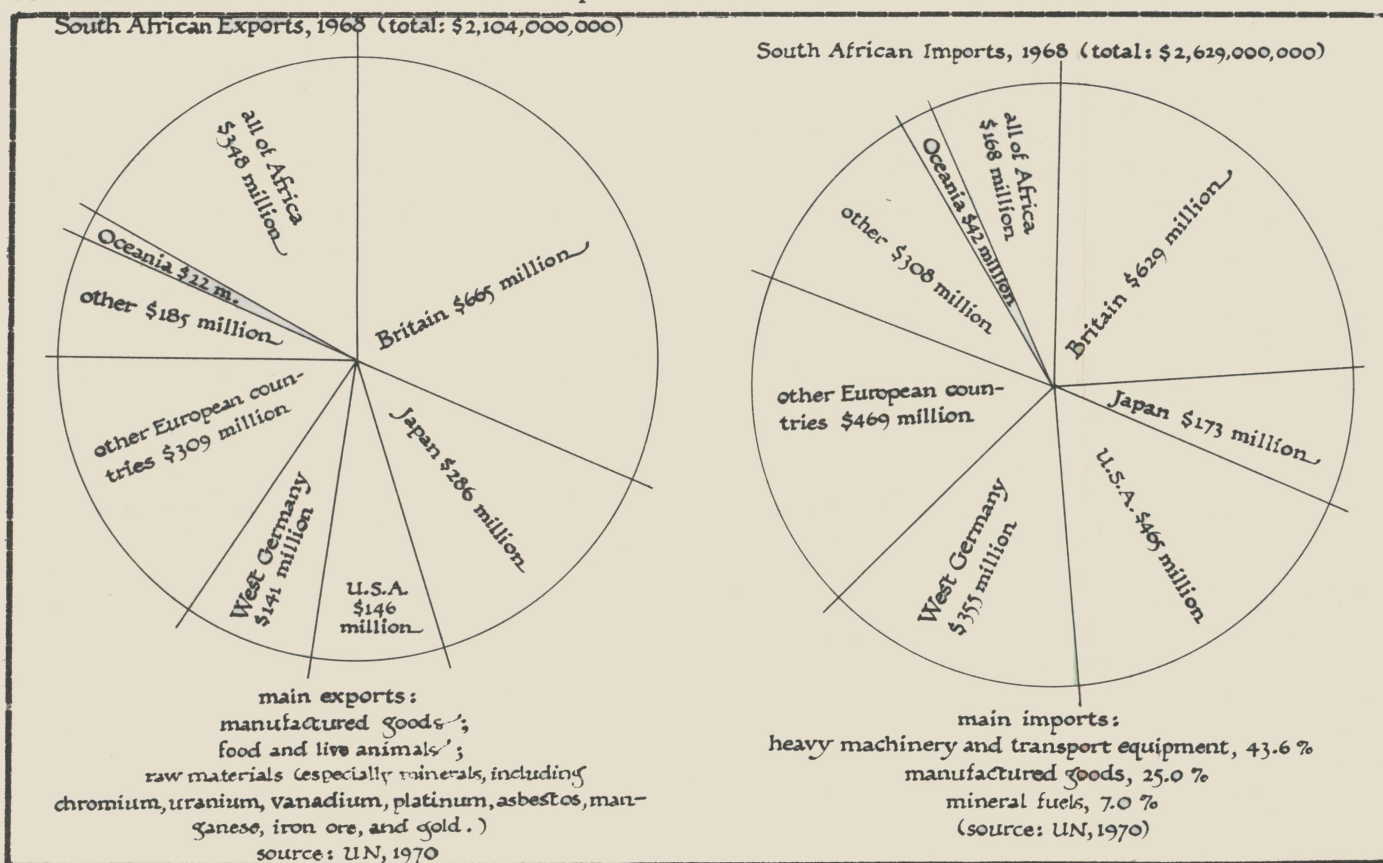 South African Exports, 1968 (total: $2,104,000,000)
all of Africa
$348 million
Oceania $22 m.
other $185 million
Britain $665 million
other European coun-
tries $309 million
Japan $286 million
West Germany
$141 million
U.S.A.
$146
million
main exports:
manufactured goods;
food and live animals;
raw materials (especially minerals, including
chromium, uranium, vanadium, platinum, asbestos, man-
ganese, iron ore, and gold.)
source: UN, 1970
South African Imports, 1968 (total: $2,629,000,000)
all of Africa
$168 million
Oceania $42 million
other $308 million
Britain $629 million
other European coun-
tries $469 million
Japan $173 million
U.S.A. $465 million
West Germany
$355 million
main imports:
heavy machinery and transport equipment, 43.6 %
manufactured goods, 25.0 %
mineral fuels, 7.0 %
(source: UN, 1970)